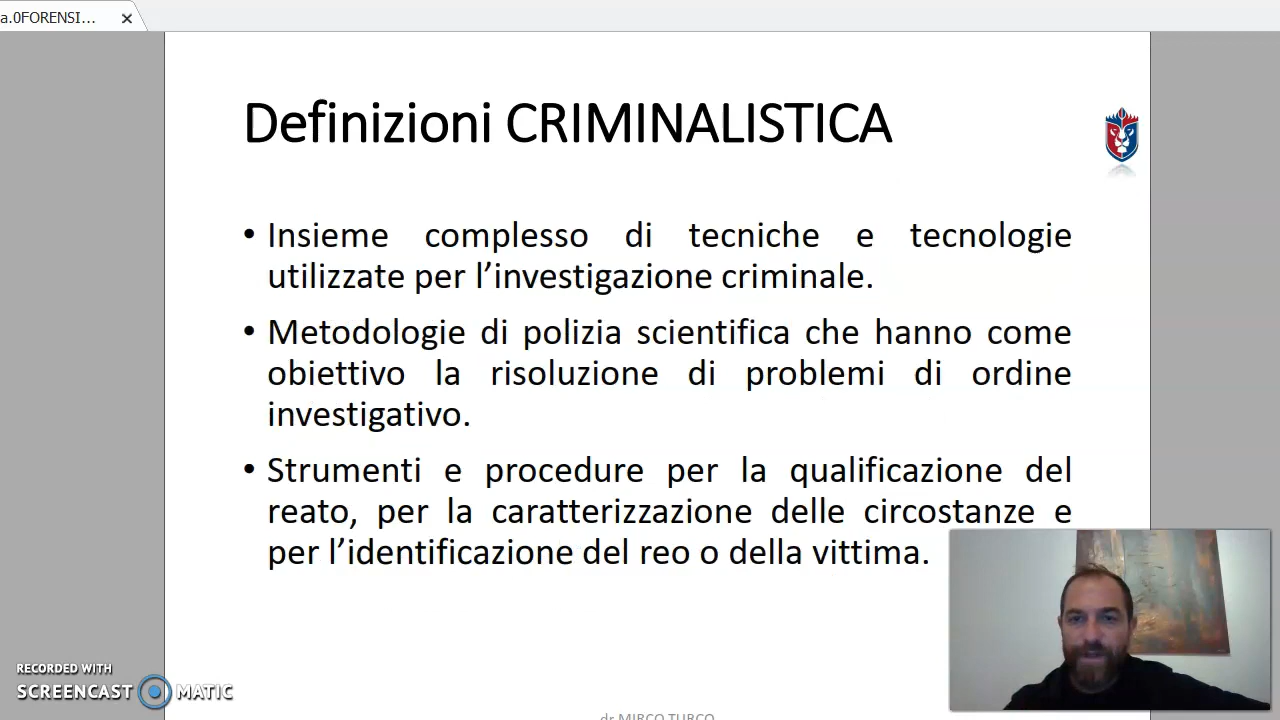 a.0FORENSI...
Definizioni CRIMINALISTICA
• Insieme complesso di tecniche e tecnologie
utilizzate per l’investigazione criminale.
• Metodologie di polizia scientifica che hanno come
obiettivo la risoluzione di problemi di ordine
investigativo.
• Strumenti e procedure per la qualificazione del
reato, per la caratterizzazione delle circostanze e
per l’identificazione del reo o della vittima.
RECORDED WITH
SCREENCAST MATIC
dr MIRCO TURCO